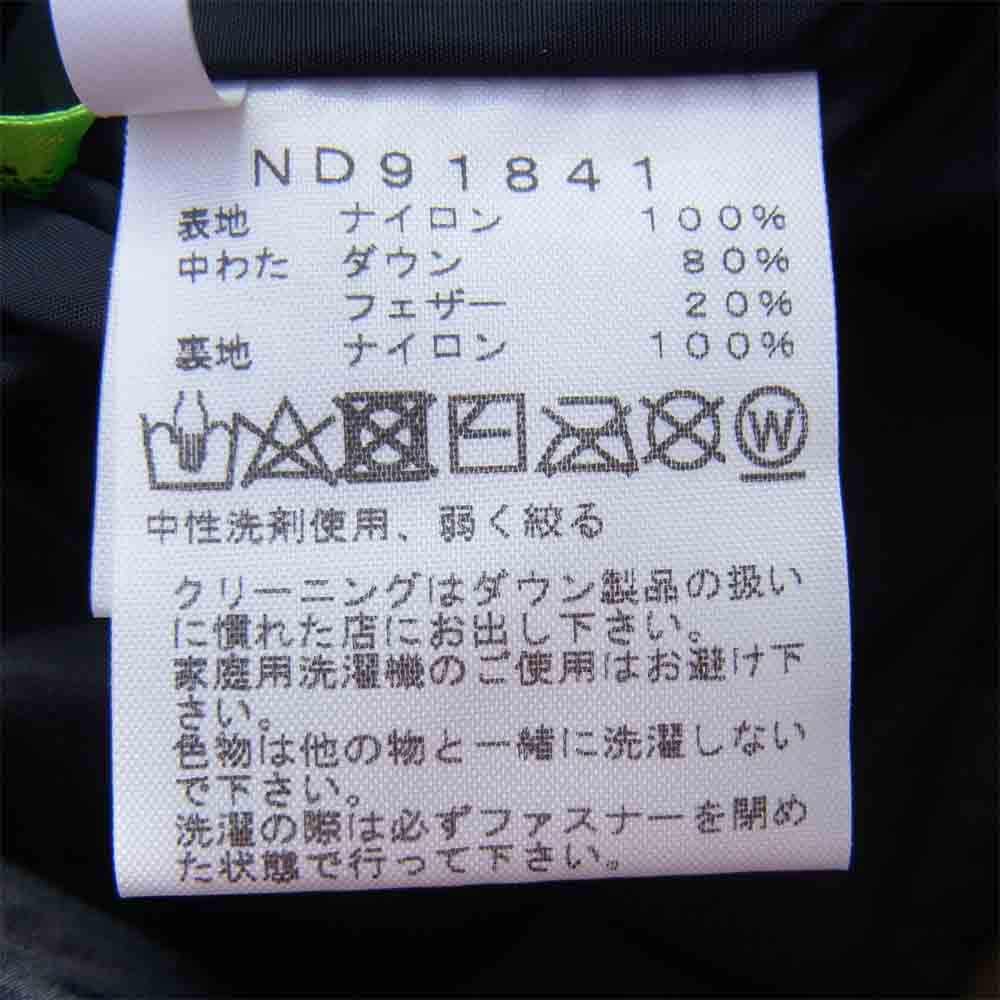 ND91841
表地 ナイロン 100%
中わた ダウン 80%
フェザー 20%
裏地 ナイロン 100%
W
中性洗剤使用、弱く絞る
クリーニングはダウン製品の扱い
に慣れた店にお出し下さい。
家庭用洗濯機のご使用はお避け下
さい。
色物は他の物と一緒に洗濯しない
で下さい。
洗濯の際は必ずファスナーを閉め
た状態で行って下さい。